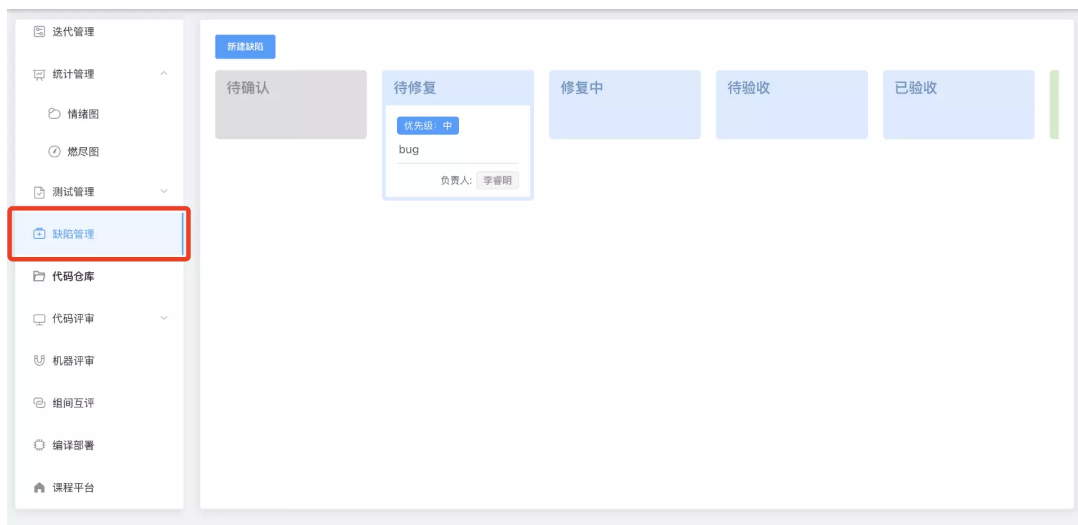 迭代管理
统计管理
情绪图
燃尽图
测试管理
缺陷管理
代码仓库
代码评审
机器评审
组间互评
编译部署
课程平台
新建缺陷
待确认
待修复
优先级：中
bug
负责人: 李睿明
修复中
待验收
已验收